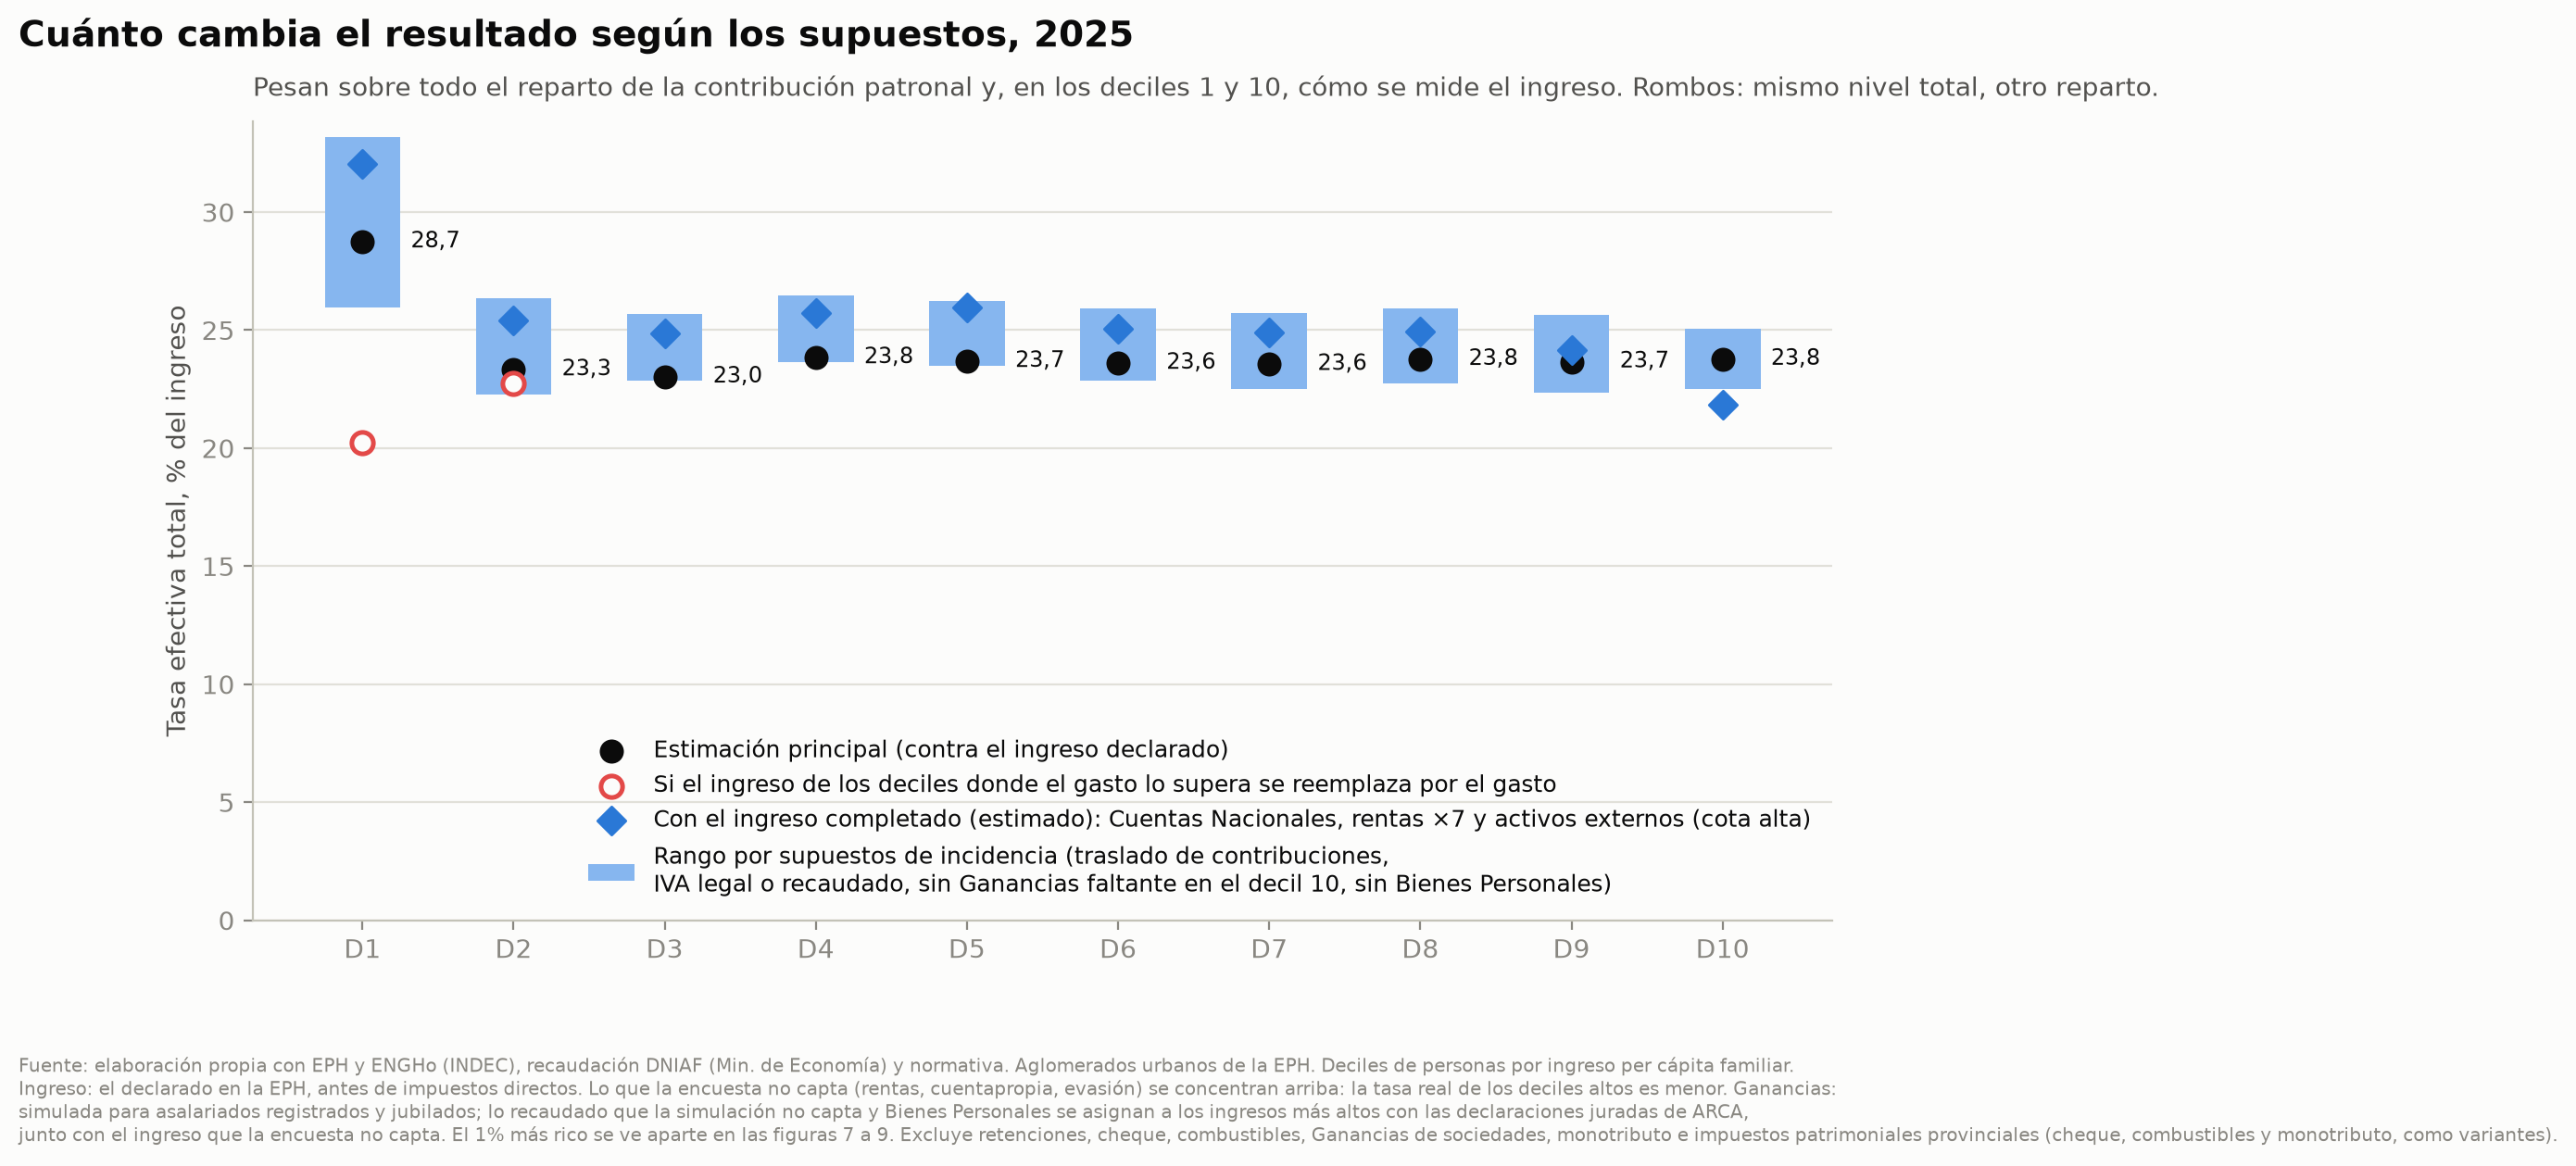 Cuánto cambia el resultado según los supuestos, 2025
Pesan sobre todo el reparto de la contribución patronal y, en los deciles 1 y 10, cómo se mide el ingreso. Rombos: mismo nivel total, otro reparto.
Tasa efectiva total, % del ingreso
30
25
20
15
10
5
0
28,7
23,3
23,0
23,8
23,7
23,6
23,6
23,8
23,7
23,8
Estimación principal (contra el ingreso declarado)
Si el ingreso de los deciles donde el gasto lo supera se reemplaza por el gasto
Con el ingreso completado (estimado): Cuentas Nacionales, rentas ×7 y activos externos (cota alta)
Rango por supuestos de incidencia (traslado de contribuciones,
IVA legal o recaudado, sin Ganancias faltante en el decil 10, sin Bienes Personales)
D1 D2 D3 D4 D5 D6 D7 D8 D9 D10
Fuente: elaboración propia con EPH y ENGHo (INDEC), recaudación DNIAF (Min. de Economía) y normativa. Aglomerados urbanos de la EPH. Deciles de personas por ingreso per cápita familiar.
Ingreso: el declarado en la EPH, antes de impuestos directos. Lo que la encuesta no capta (rentas, cuentapropia, evasión) se concentran arriba: la tasa real de los deciles altos es menor. Ganancias:
simulada para asalariados registrados y jubilados; lo recaudado que la simulación no capta y Bienes Personales se asignan a los ingresos más altos con las declaraciones juradas de ARCA,
junto con el ingreso que la encuesta no capta. El 1% más rico se ve aparte en las figuras 7 a 9. Excluye retenciones, cheque, combustibles, Ganancias de sociedades, monotributo e impuestos patrimoniales provinciales (cheque, combustibles y monotributo, como variantes).